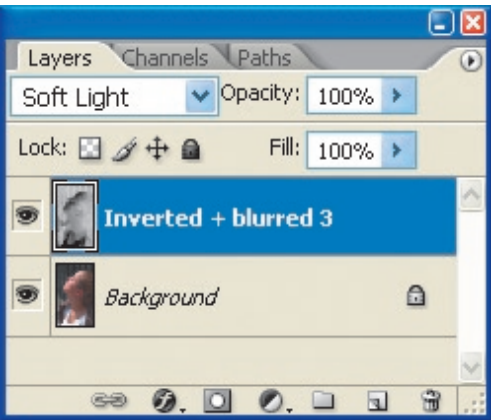 Layers Channels Paths
Soft Light Opacity: 100%
Lock: Fill: 100%
Inverted + blurred 3
Background